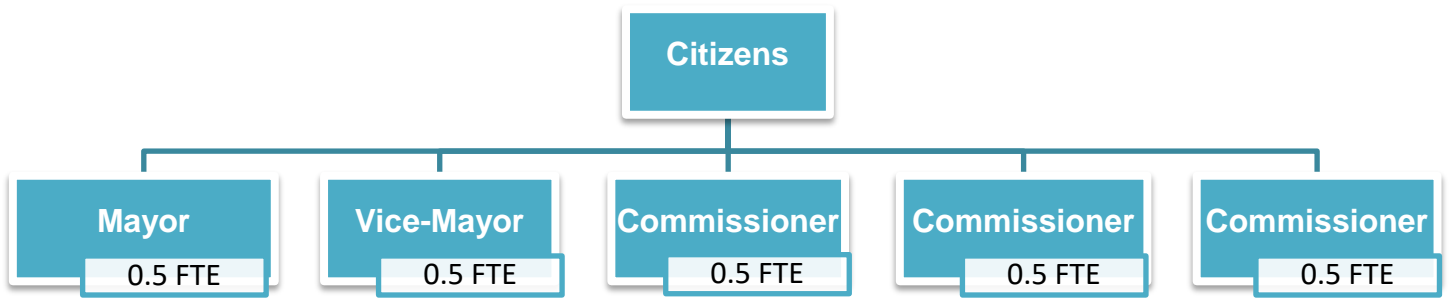 Citizens
Mayor
0.5 FTE
Vice-Mayor
0.5 FTE
Commissioner
0.5 FTE
Commissioner
0.5 FTE
Commissioner
0.5 FTE